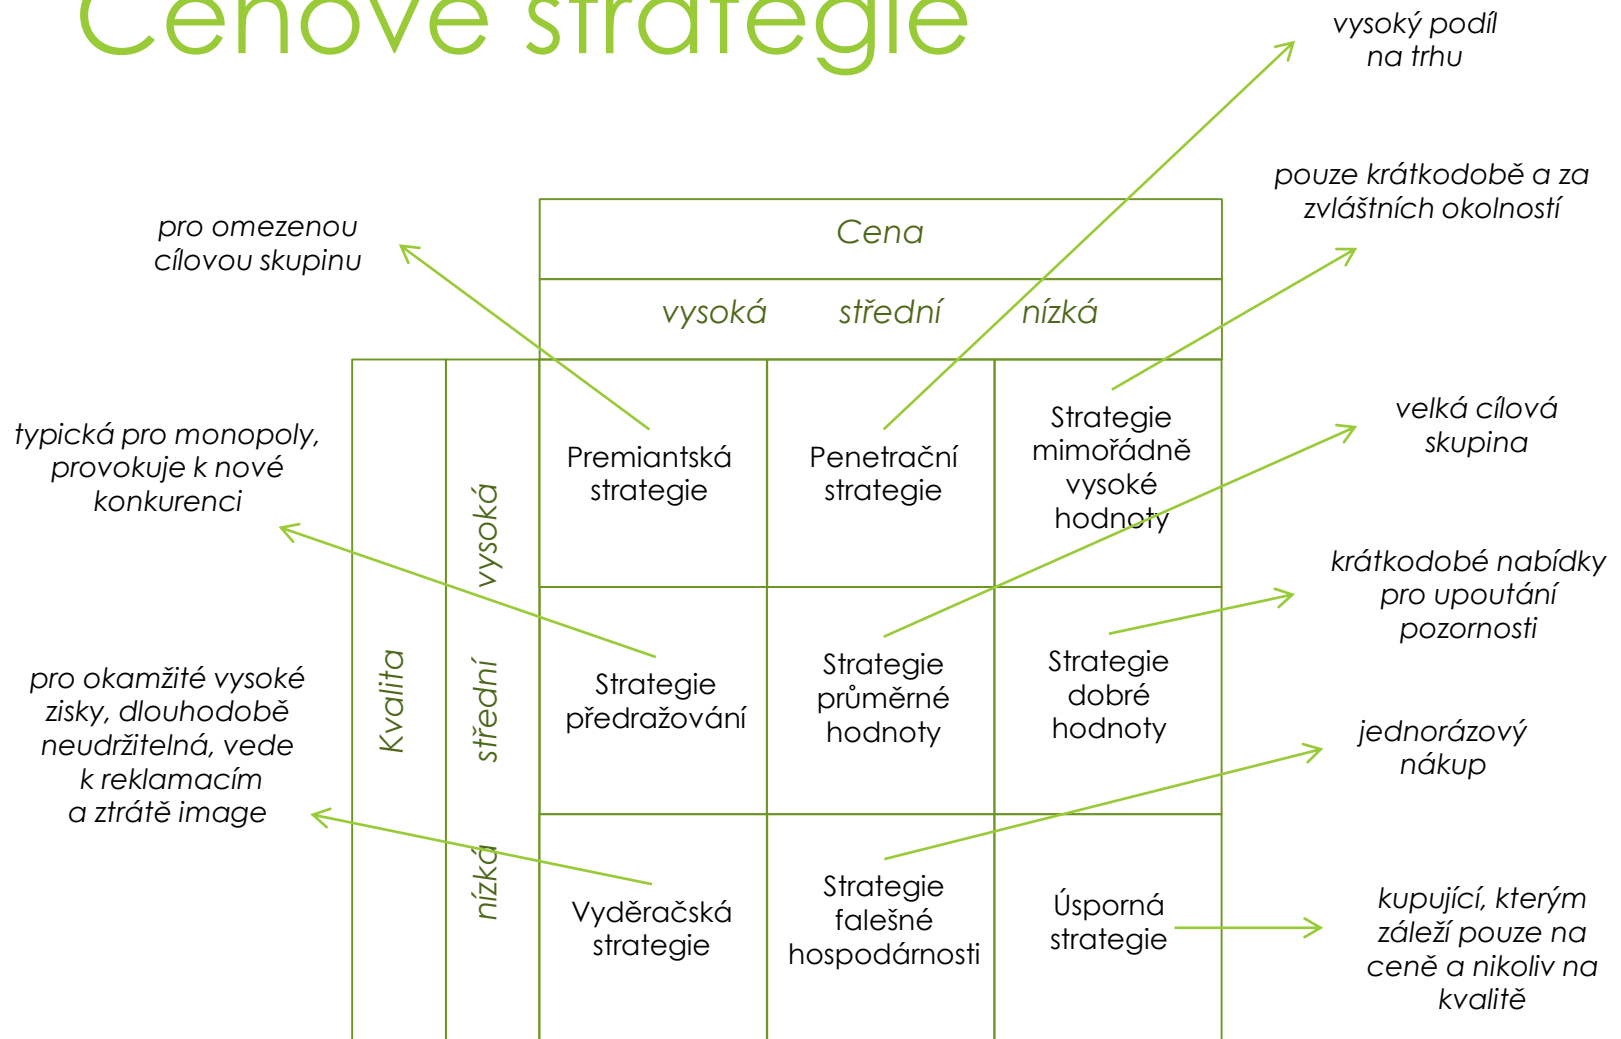 Cenové strategie
vysoký podíl
na trhu
pouze krátkodobě a za
zvláštních okolností
pro omezenou
cílovou skupinu
Cena
vysoká střední nízká
typická pro monopoly,
provokuje k nové
konkurenci
Premiantská
strategie
Penetrační
strategie
Strategie
mimořádně
vysoké
hodnoty
velká cílová
skupina
Kvalita
vysoká
střední
nízká
krátkodobé nabídky
pro upoutání
pozornosti
pro okamžité vysoké
zisky, dlouhodobě
neudržitelná, vede
k reklamacím
a ztrátě image
Strategie
předražování
Strategie
průměrné
hodnoty
Strategie
dobré
hodnoty
jednorázový
nákup
Vyděračská
strategie
Strategie
falešné
hospodárnosti
Úsporná
strategie
kupující, kterým
záleží pouze na
ceně a nikoliv na
kvalitě